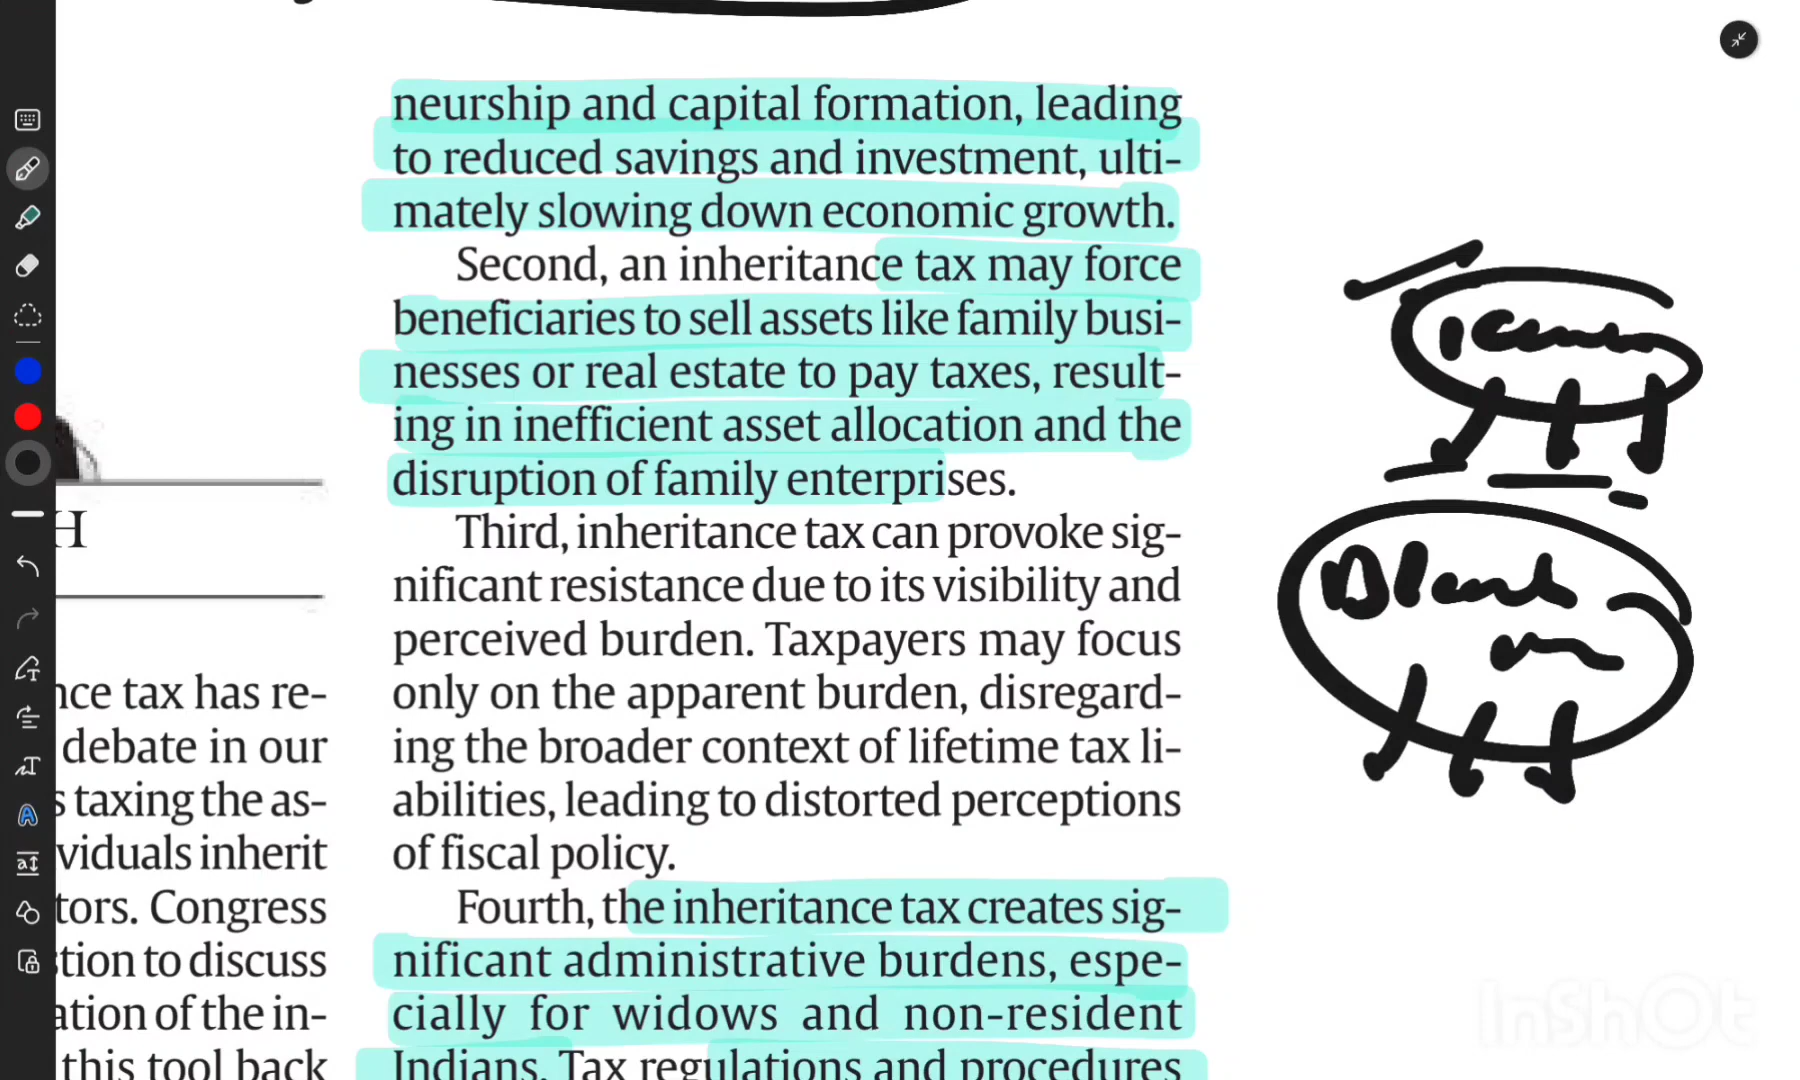 neurship and capital formation, leading
to reduced savings and investment, ulti-
mately slowing down economic growth.
Second, an inheritance tax may force
beneficiaries to sell assets like family busi-
nesses or real estate to pay taxes, result-
ing in inefficient asset allocation and the
disruption of family enterprises.
Third, inheritance tax can provoke sig-
nificant resistance due to its visibility and
perceived burden. Taxpayers may focus
only on the apparent burden, disregard-
ing the broader context of lifetime tax li-
abilities, leading to distorted perceptions
of fiscal policy.
Fourth, the inheritance tax creates sig-
nificant administrative burdens, espe-
cially for widows and non-resident
Indians. Tax regulations and procedures
H
nce tax has re-
debate in our
s taxing the as-
viduals inherit
tors. Congress
tion to discuss
ation of the in-
this tool back
InShOt